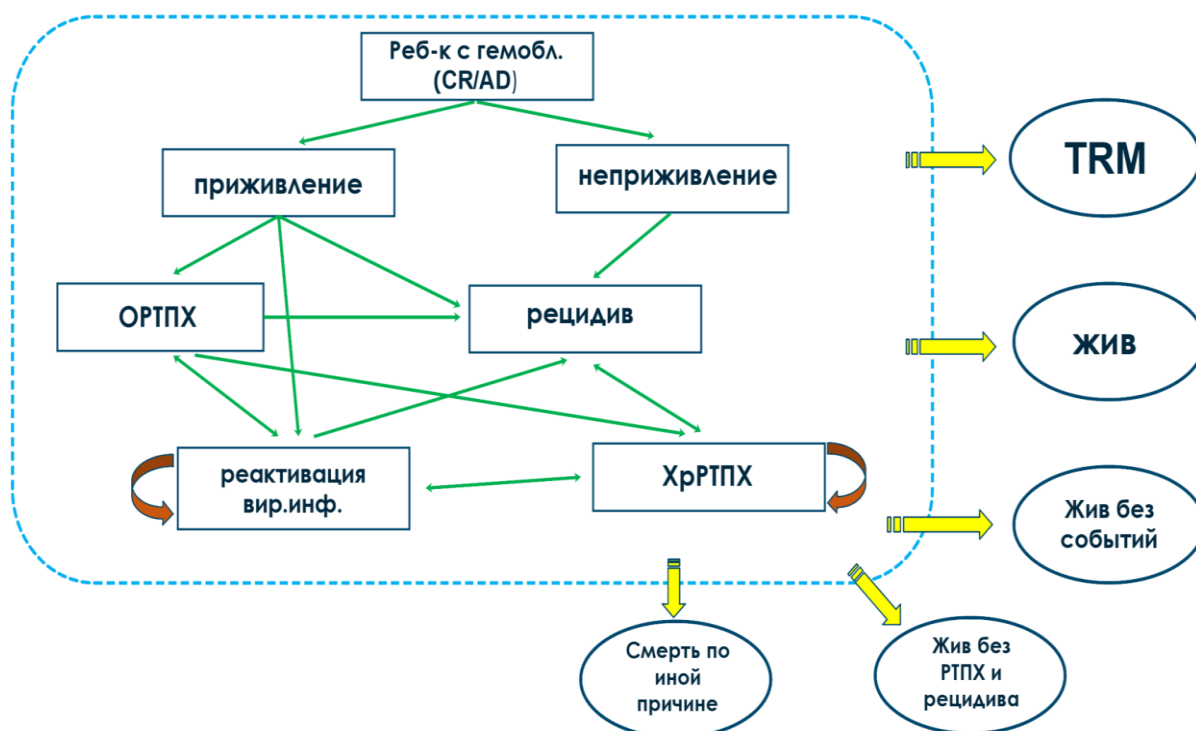 Реб-к с гемобл.
(CR/AD)
приживление
неприживление
TRM
ОРТПХ
рецидив
жив
реактивация
вир.инф.
ХрРТПХ
Жив без
событий
Смерть по
иной
причине
Жив без
РТПХ и
рецидива